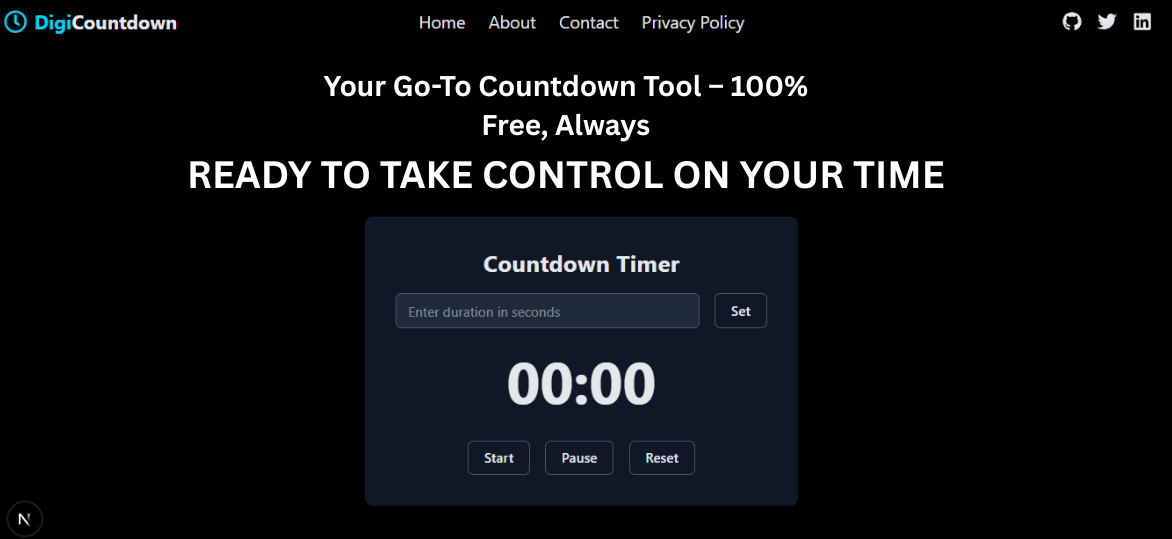 DigiCountdown
Home About Contact Privacy Policy
Your Go-To Countdown Tool – 100%
Free, Always
READY TO TAKE CONTROL ON YOUR TIME
Countdown Timer
Enter duration in seconds
Set
00:00
Start Pause Reset
N